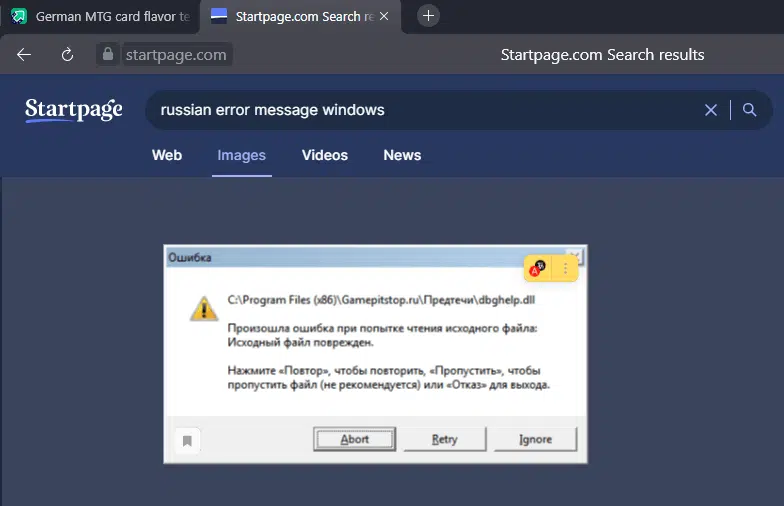 German MTG card flavor te
Startpage.com Search re
startpage.com
Startpage.com Search results
Startpage
russian error message windows
Web
Images
Videos
News
Ошибка
C:\Program Files (x86)\Gamepitstop.ru\Предтечи\dbghelp.dll
Произошла ошибка при попытке чтения исходного файла:
Исходный файл поврежден.
Нажмите «Повтор», чтобы повторить, «Пропустить», чтобы
пропустить файл (не рекомендуется) или «Отказ» для выхода.
Abort
Retry
Ignore